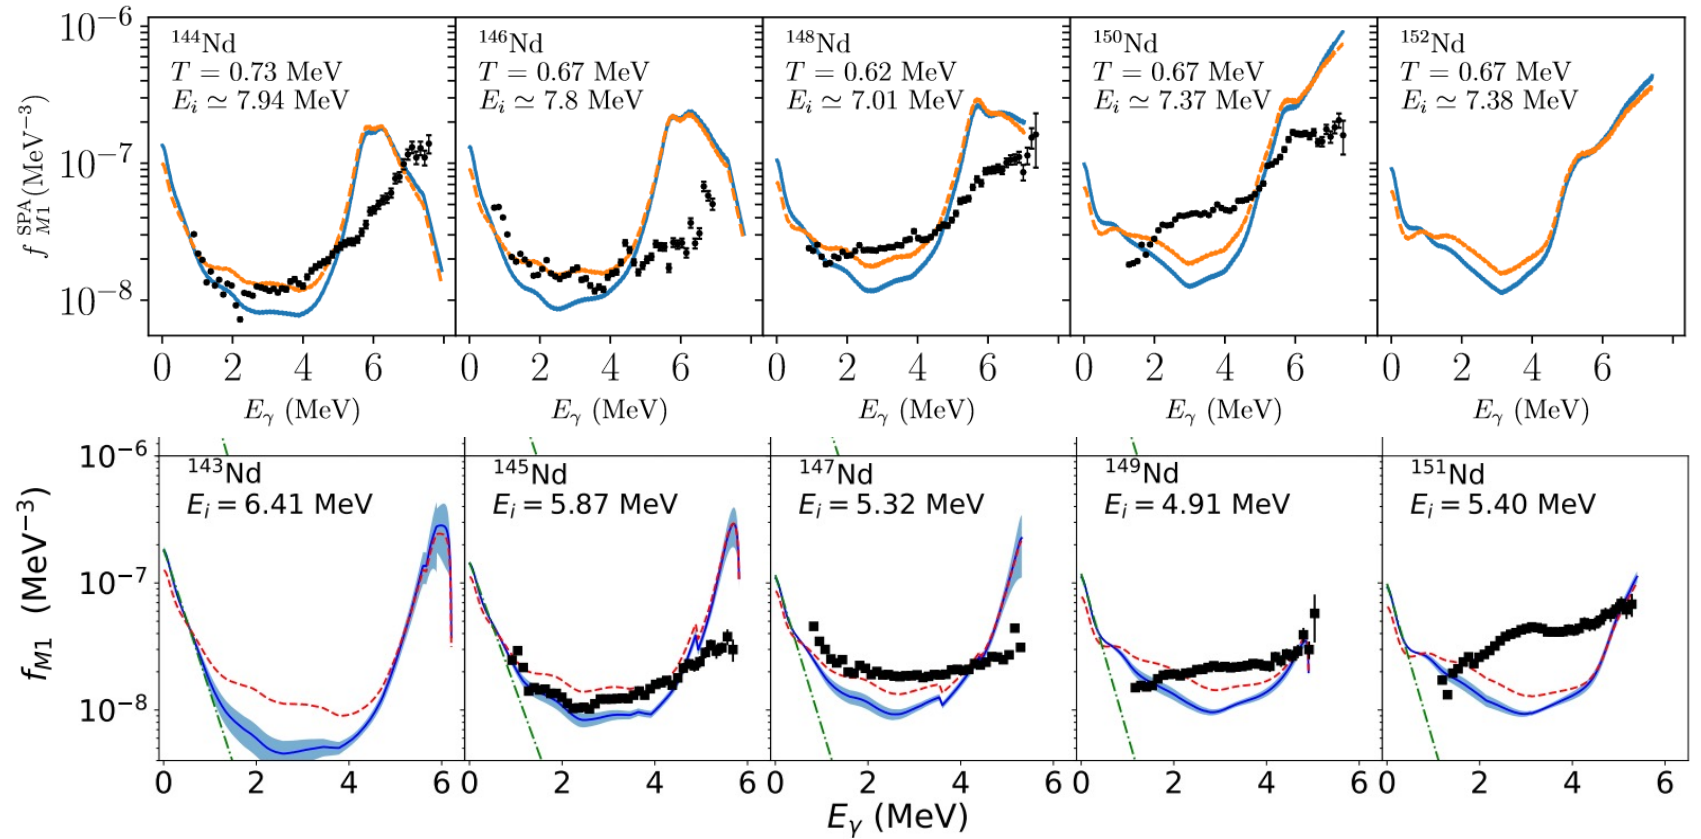 10⁻⁶
10⁻⁷
10⁻⁸
f M1 SPA (MeV⁻³)
¹⁴⁴Nd
T = 0.73 MeV
E_i ≃ 7.94 MeV
¹⁴⁶Nd
T = 0.67 MeV
E_i ≃ 7.8 MeV
¹⁴⁸Nd
T = 0.62 MeV
E_i ≃ 7.01 MeV
¹⁵⁰Nd
T = 0.67 MeV
E_i ≃ 7.37 MeV
¹⁵²Nd
T = 0.67 MeV
E_i ≃ 7.38 MeV
0 2 4 6 0 2 4 6 0 2 4 6 0 2 4 6 0 2 4 6
E_γ (MeV) E_γ (MeV) E_γ (MeV) E_γ (MeV) E_γ (MeV)
10⁻⁶
10⁻⁷
10⁻⁸
f_M1 (MeV⁻³)
¹⁴³Nd
E_i = 6.41 MeV
¹⁴⁵Nd
E_i = 5.87 MeV
¹⁴⁷Nd
E_i = 5.32 MeV
¹⁴⁹Nd
E_i = 4.91 MeV
¹⁵¹Nd
E_i = 5.40 MeV
0 2 4 6 0 2 4 6 0 2 4 6 0 2 4 6 0 2 4 6
E_γ (MeV)